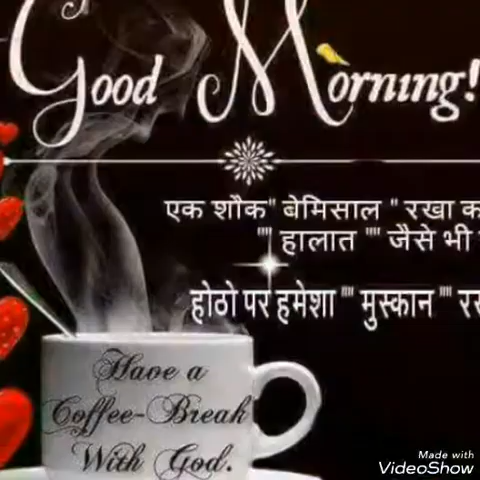 Good Morning!
एक शौक" बेमिसाल " रखा
"" हालात "" जैसे भी
होठो पर हमेशा "" मुस्कान ""
Have a
Coffee-Break
With God.
Made with
VideoShow